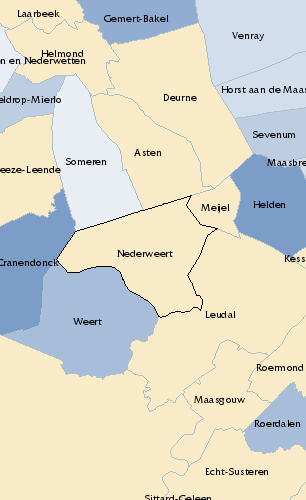 Laarbeek
Gemert-Bakel
Venray
Helmond
en Nederwetten
Horst aan de Maas
Deurne
eldrop-Mierlo
Sevenum
Asten
Someren
Maasbre
eeze-Leende
Meijel
Helden
Nederweert
Cranendonck
Kess
Leudal
Weert
Roermond
Maasgouw
Roerdalen
Echt-Susteren
Sittard-Geleen